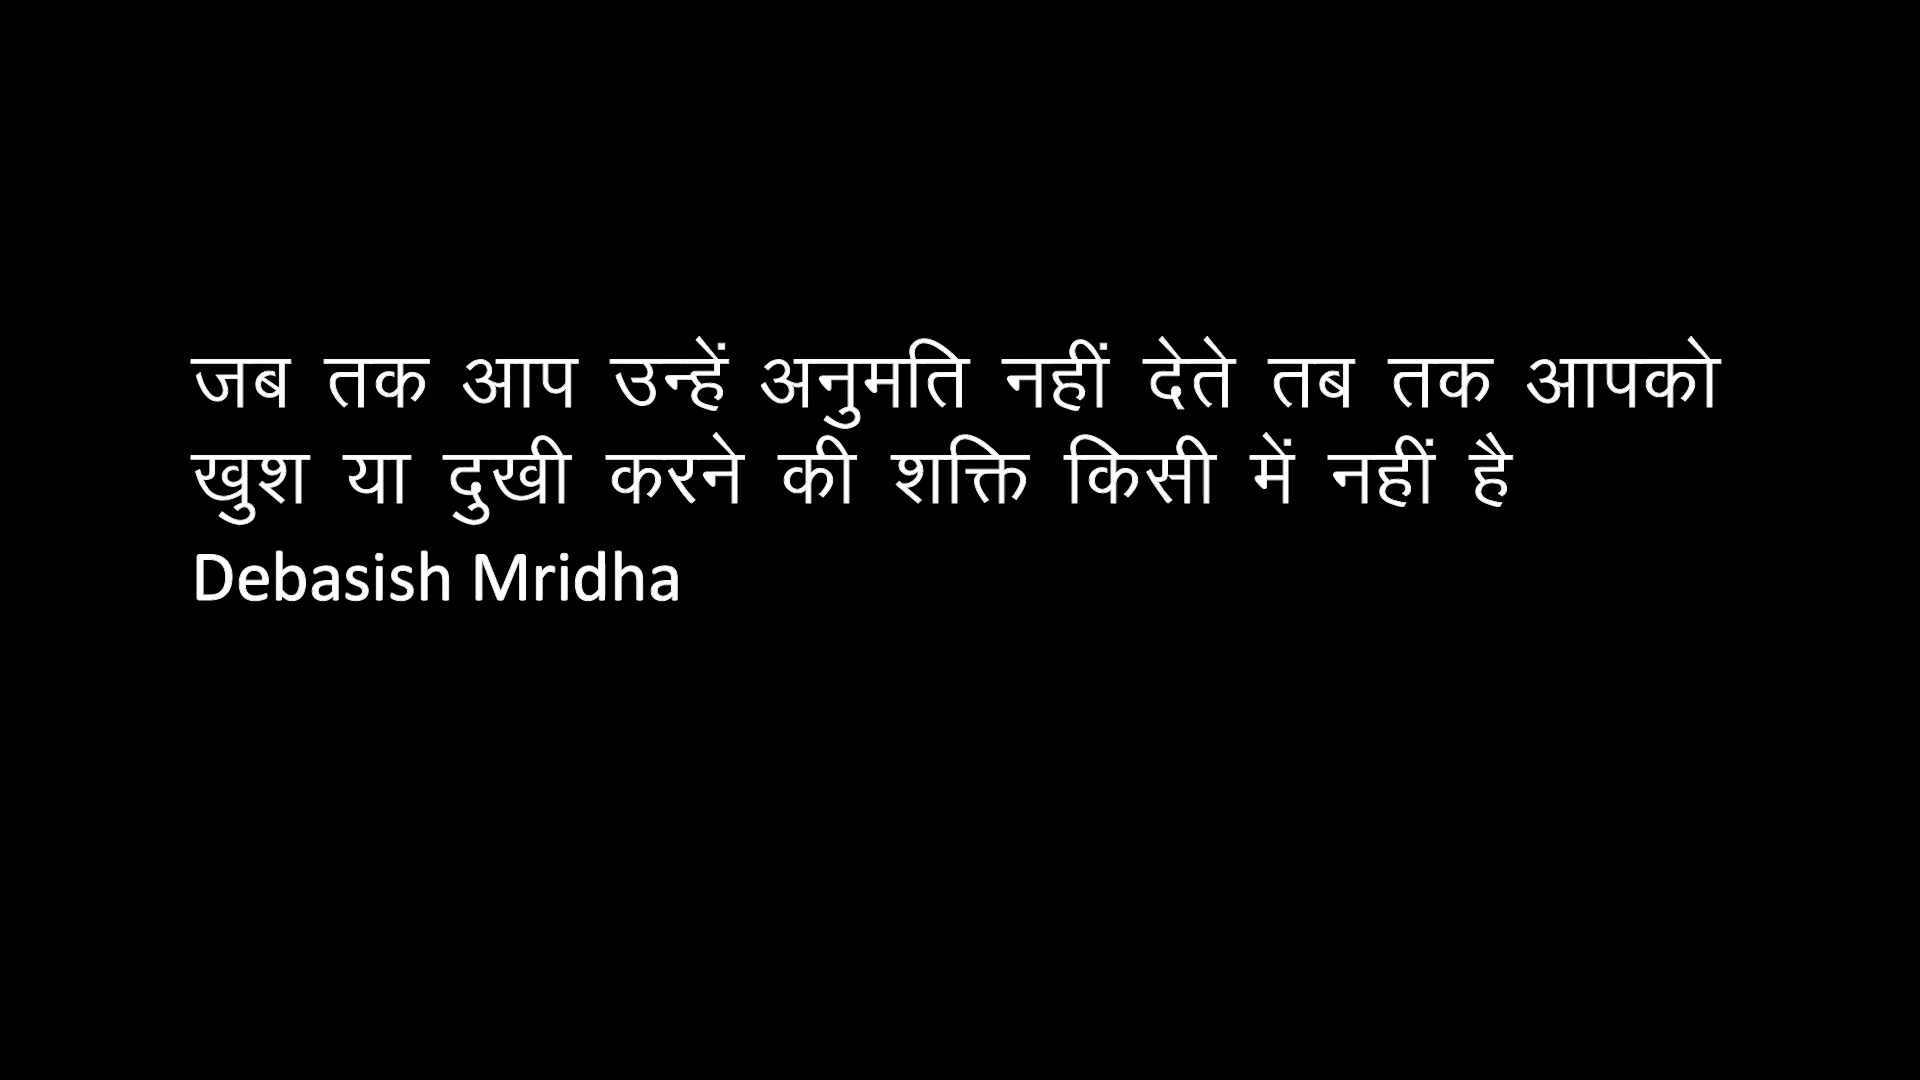 जब तक आप उन्हें अनुमति नहीं देते तब तक आपको
खुश या दुखी करने की शक्ति किसी में नहीं है
Debasish Mridha